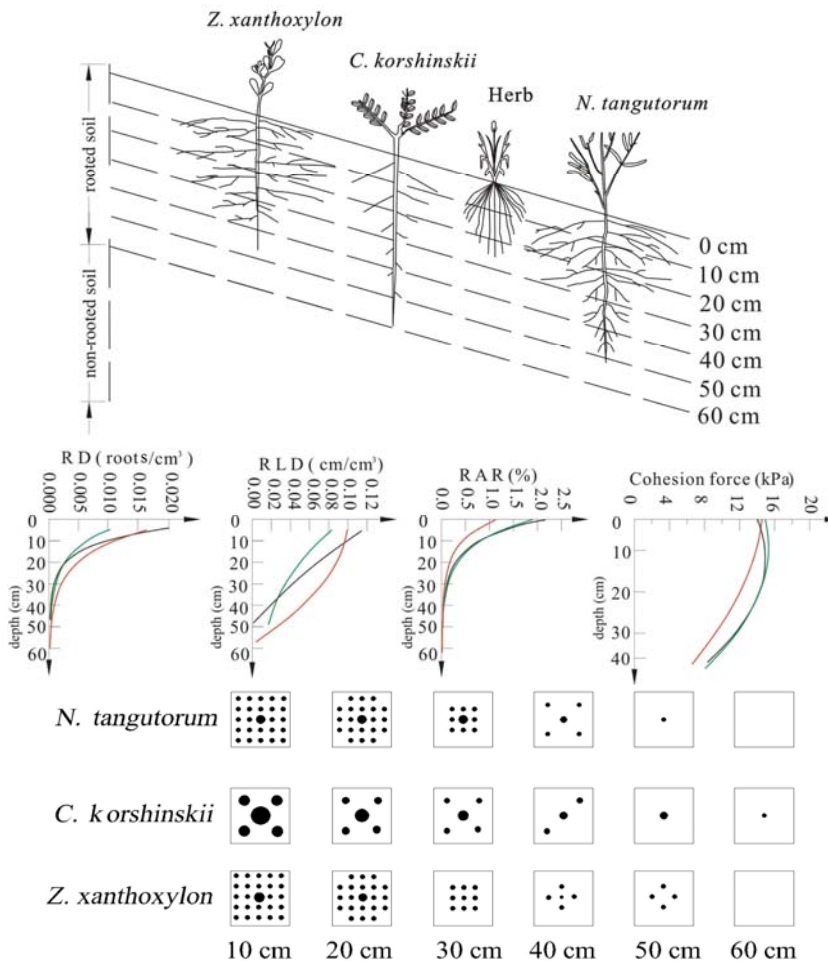 Z. xanthoxylon
C. korshinskii
Herb
N. tangutorum
rooted soil
non-rooted soil
0 cm
10 cm
20 cm
30 cm
40 cm
50 cm
60 cm
RD (roots/cm³)
0.000
0.005
0.010
0.015
0.020
0
10
20
30
40
50
60
depth (cm)
RLD (cm/cm³)
0.00
0.02
0.04
0.06
0.08
0.10
0.12
0
10
20
30
40
50
60
depth (cm)
RAR (%)
0.0
0.5
1.0
1.5
2.0
2.5
0
10
20
30
40
50
60
depth (cm)
Cohesion force (kPa)
0 4 8 12 16 20
0
10
20
30
40
depth (cm)
N. tangutorum
C. korshinskii
Z. xanthoxylon
10 cm 20 cm 30 cm 40 cm 50 cm 60 cm